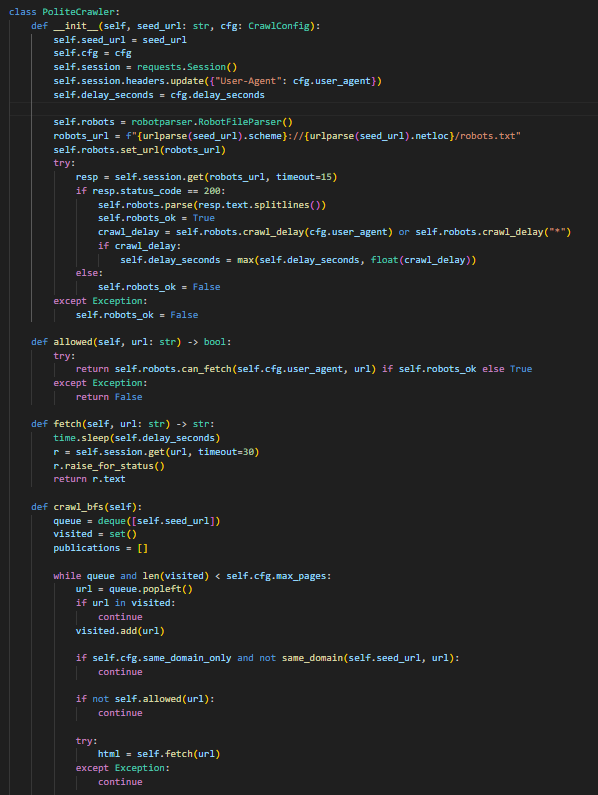 class PoliteCrawler:
    def __init__(self, seed_url: str, cfg: CrawlConfig):
        self.seed_url = seed_url
        self.cfg = cfg
        self.session = requests.Session()
        self.session.headers.update({"User-Agent": cfg.user_agent})
        self.delay_seconds = cfg.delay_seconds

        self.robots = robotparser.RobotFileParser()
        robots_url = f"{urlparse(seed_url).scheme}://{urlparse(seed_url).netloc}/robots.txt"
        self.robots.set_url(robots_url)
        try:
            resp = self.session.get(robots_url, timeout=15)
            if resp.status_code == 200:
                self.robots.parse(resp.text.splitlines())
                self.robots_ok = True
                crawl_delay = self.robots.crawl_delay(cfg.user_agent) or self.robots.crawl_delay("*")
                if crawl_delay:
                    self.delay_seconds = max(self.delay_seconds, float(crawl_delay))
            else:
                self.robots_ok = False
        except Exception:
            self.robots_ok = False

    def allowed(self, url: str) -> bool:
        try:
            return self.robots.can_fetch(self.cfg.user_agent, url) if self.robots_ok else True
        except Exception:
            return False

    def fetch(self, url: str) -> str:
        time.sleep(self.delay_seconds)
        r = self.session.get(url, timeout=30)
        r.raise_for_status()
        return r.text

    def crawl_bfs(self):
        queue = deque([self.seed_url])
        visited = set()
        publications = []

        while queue and len(visited) < self.cfg.max_pages:
            url = queue.popleft()
            if url in visited:
                continue
            visited.add(url)

            if self.cfg.same_domain_only and not same_domain(self.seed_url, url):
                continue

            if not self.allowed(url):
                continue

            try:
                html = self.fetch(url)
            except Exception:
                continue